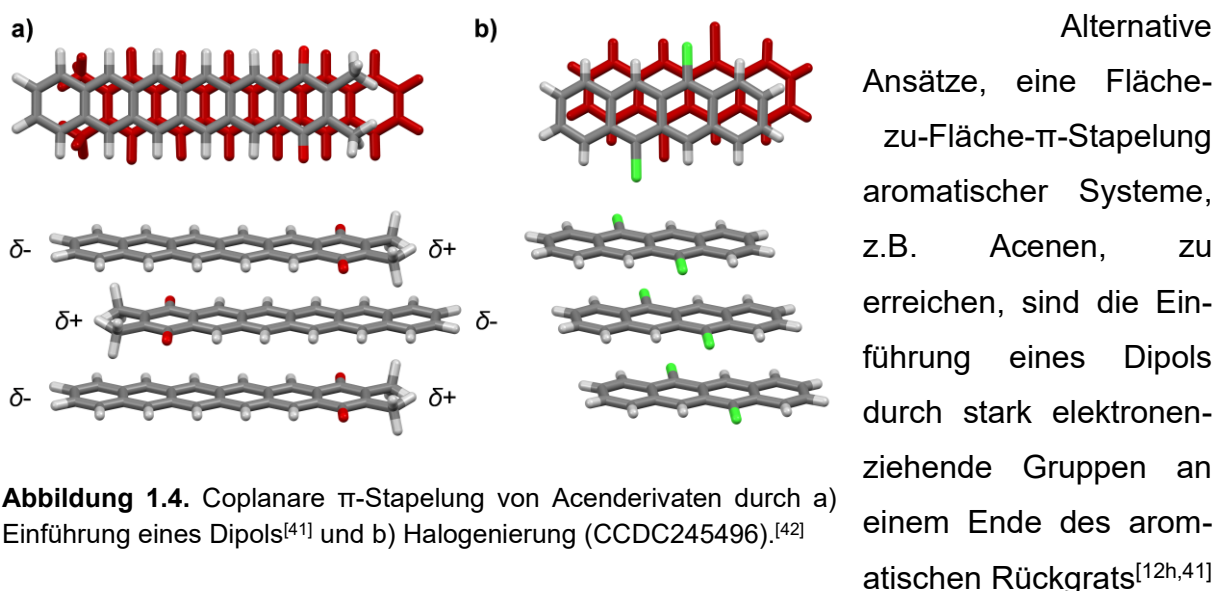 a)
b)
δ-
δ+
δ+
δ-
δ-
δ+
Abbildung 1.4. Coplanare π-Stapelung von Acenderivaten durch a)
Einführung eines Dipols[41] und b) Halogenierung (CCDC245496).[42]
Alternative
Ansätze, eine Fläche-
zu-Fläche-π-Stapelung
aromatischer Systeme,
z.B. Acenen, zu
erreichen, sind die Ein-
führung eines Dipols
durch stark elektronen-
ziehende Gruppen an
einem Ende des arom-
atischen Rückgrats[12h,41]